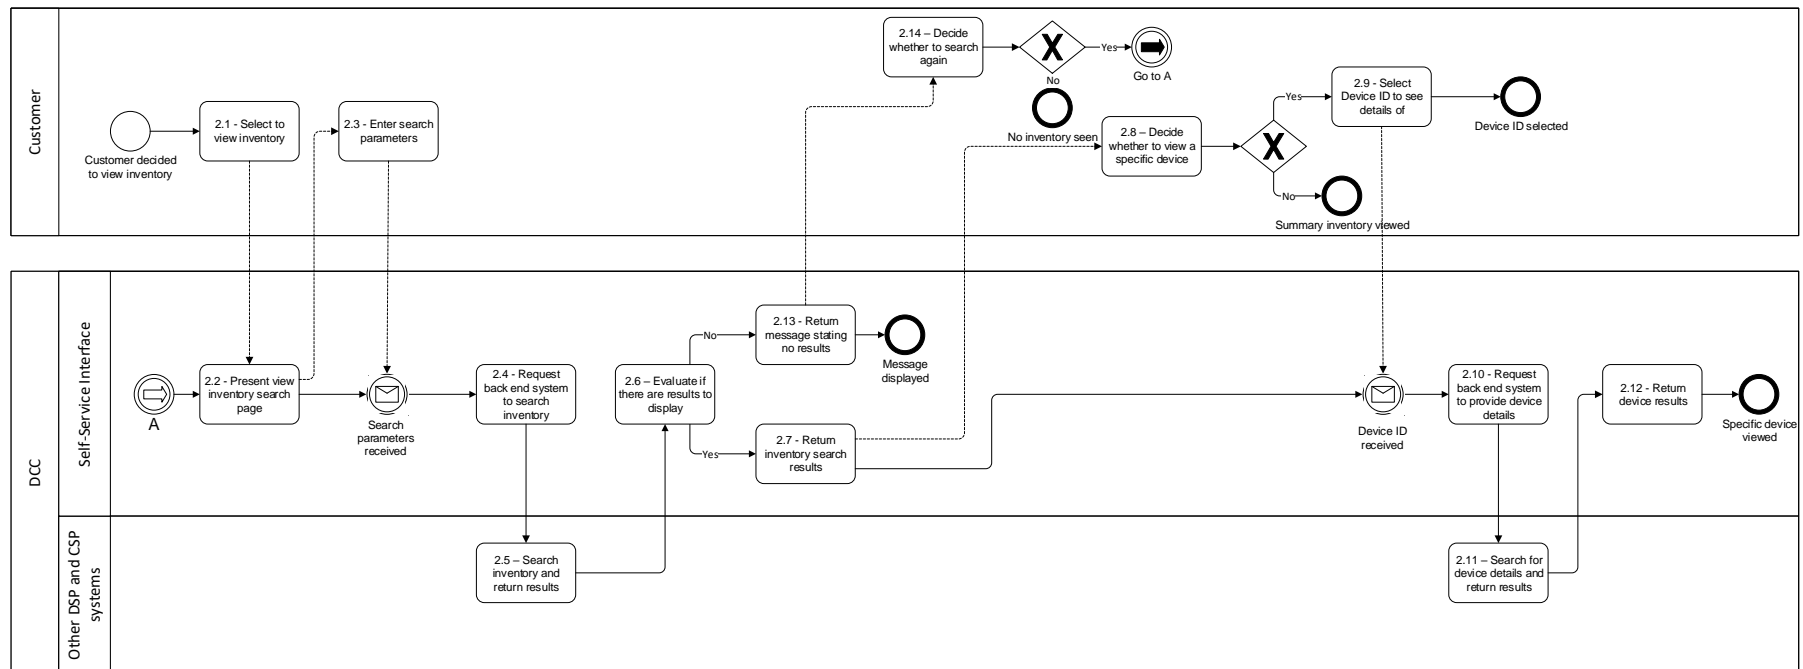 Customer
Customer decided
to view inventory
2.1 - Select to
view inventory
2.3 - Enter search
parameters
2.14 – Decide
whether to search
again
X
Yes
Go to A
No
No inventory seen
2.8 – Decide
whether to view a
specific device
X
Yes
2.9 - Select
Device ID to see
details of
Device ID selected
No
Summary inventory viewed
DCC
Self-Service Interface
A
2.2 - Present view
inventory search
page
Search
parameters
received
2.4 - Request
back end system
to search
inventory
2.6 – Evaluate if
there are results to
display
No
2.13 - Return
message stating
no results
Message
displayed
Yes
2.7 - Return
inventory search
results
Device ID
received
2.10 - Request
back end system
to provide device
details
2.12 - Return
device results
Specific device
viewed
Other DSP and CSP
systems
2.5 – Search
inventory and
return results
2.11 – Search for
device details and
return results